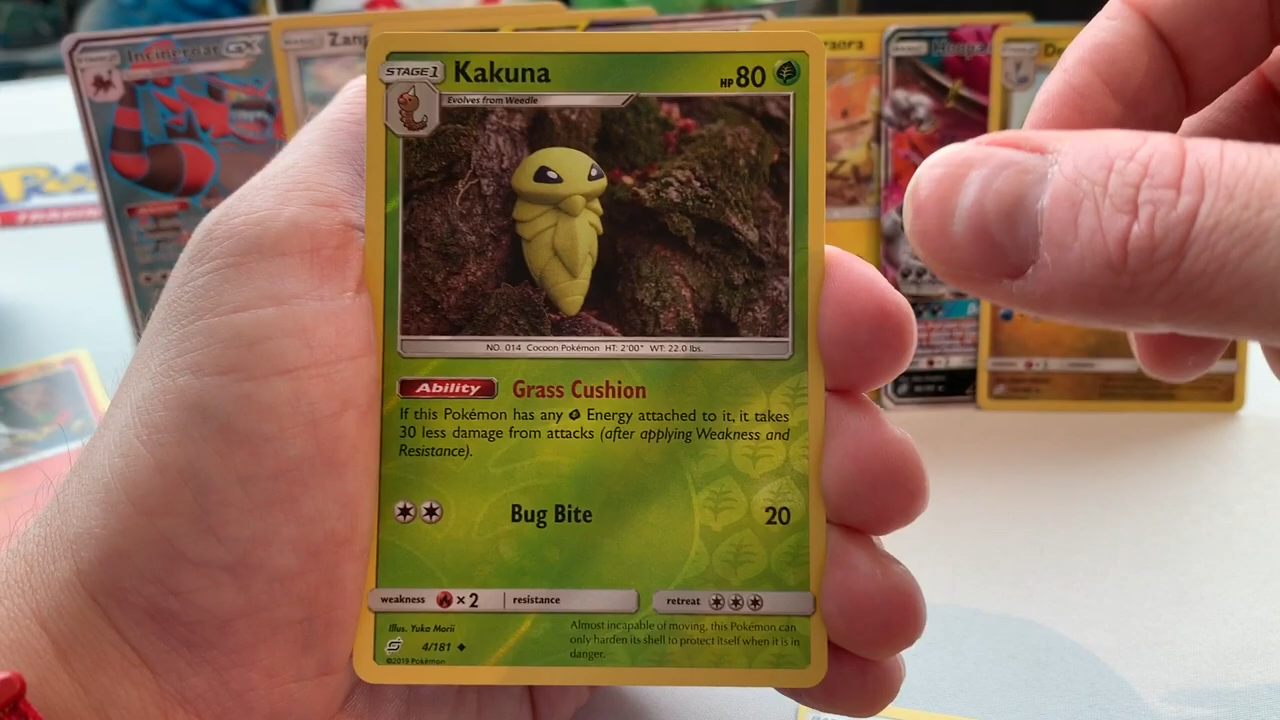 Incineroar GX
STAGE 1
Kakuna
HP 80
Evolves from Weedle
NO. 014 Cocoon Pokémon HT: 2'00" WT: 22.0 lbs.
Ability Grass Cushion
If this Pokémon has any Energy attached to it, it takes
30 less damage from attacks (after applying Weakness and
Resistance).
Bug Bite 20
weakness ×2 resistance retreat
Illus. Yuka Morii
4/181
©2019 Pokémon
Almost incapable of moving, this Pokémon can
only harden its shell to protect itself when it is in
danger.